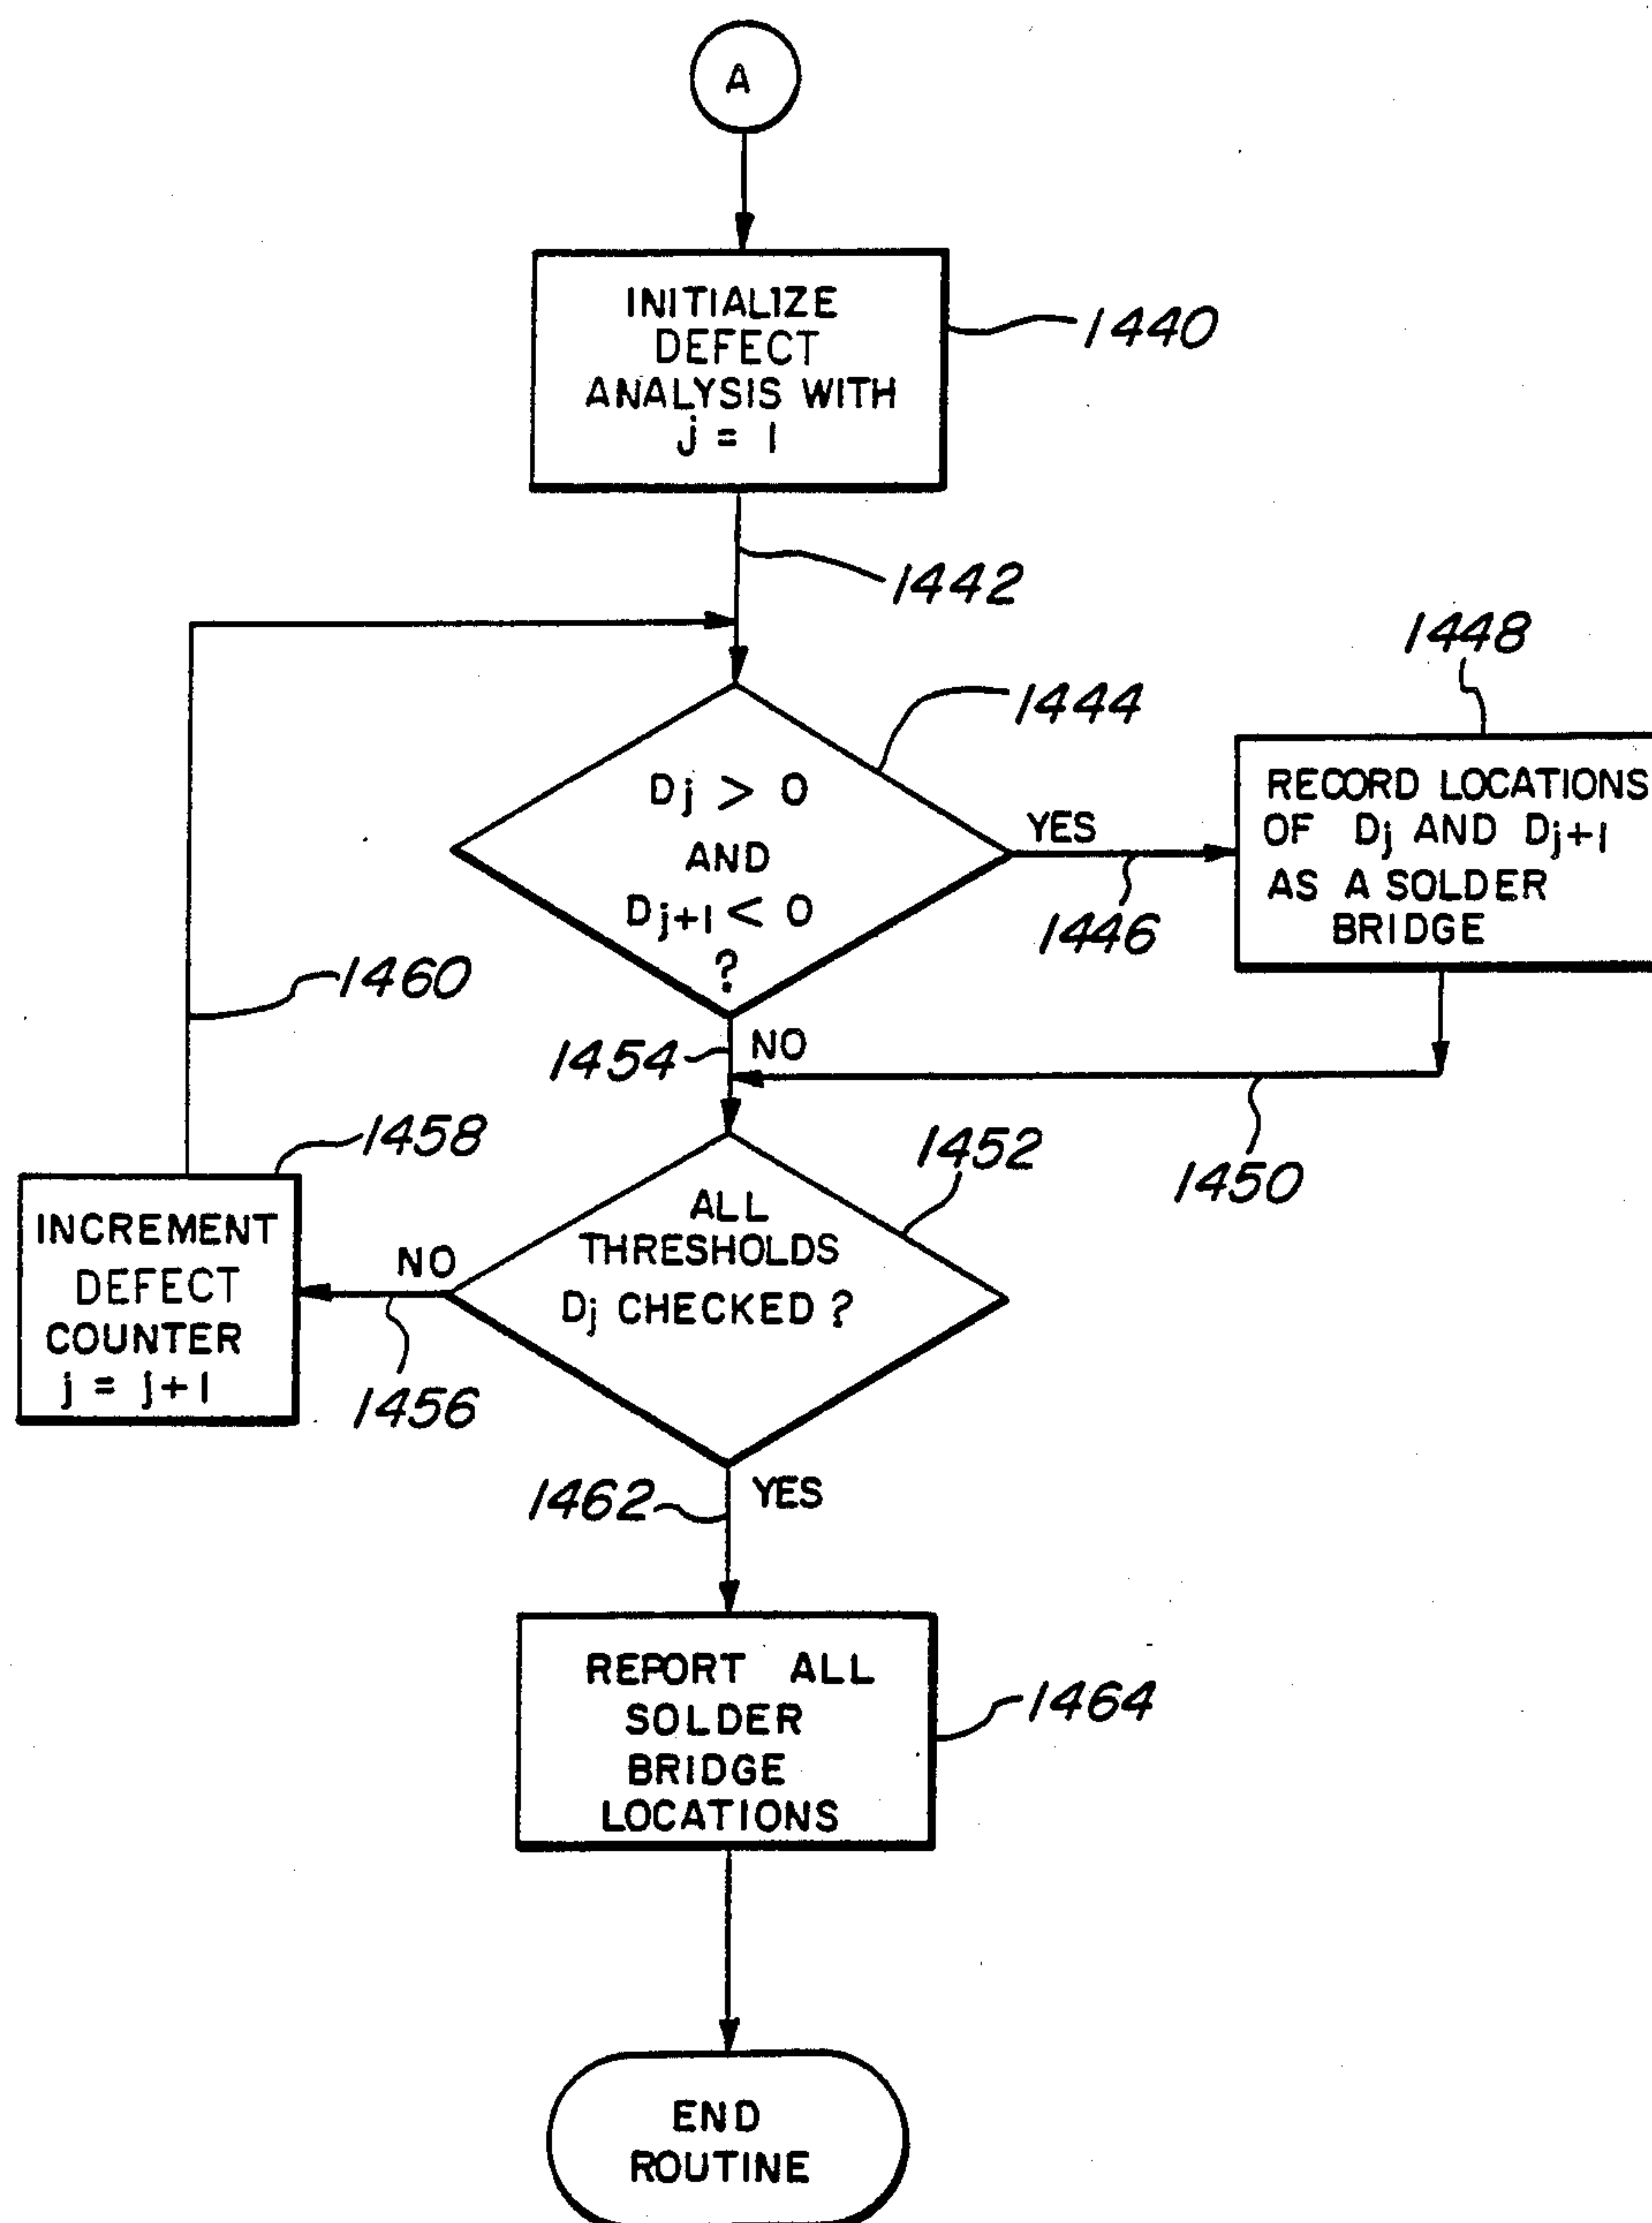 A
INITIALIZE
DEFECT
ANALYSIS WITH
j = 1
1440
1442
1444
Dj > 0
AND
Dj+1 < 0
?
YES
1446
1448
RECORD LOCATIONS
OF Dj AND Dj+1
AS A SOLDER
BRIDGE
1460
1454
NO
1450
1458
INCREMENT
DEFECT
COUNTER
j = j+1
NO
1456
1452
ALL
THRESHOLDS
Dj CHECKED ?
1462
YES
REPORT ALL
SOLDER
BRIDGE
LOCATIONS
1464
END
ROUTINE